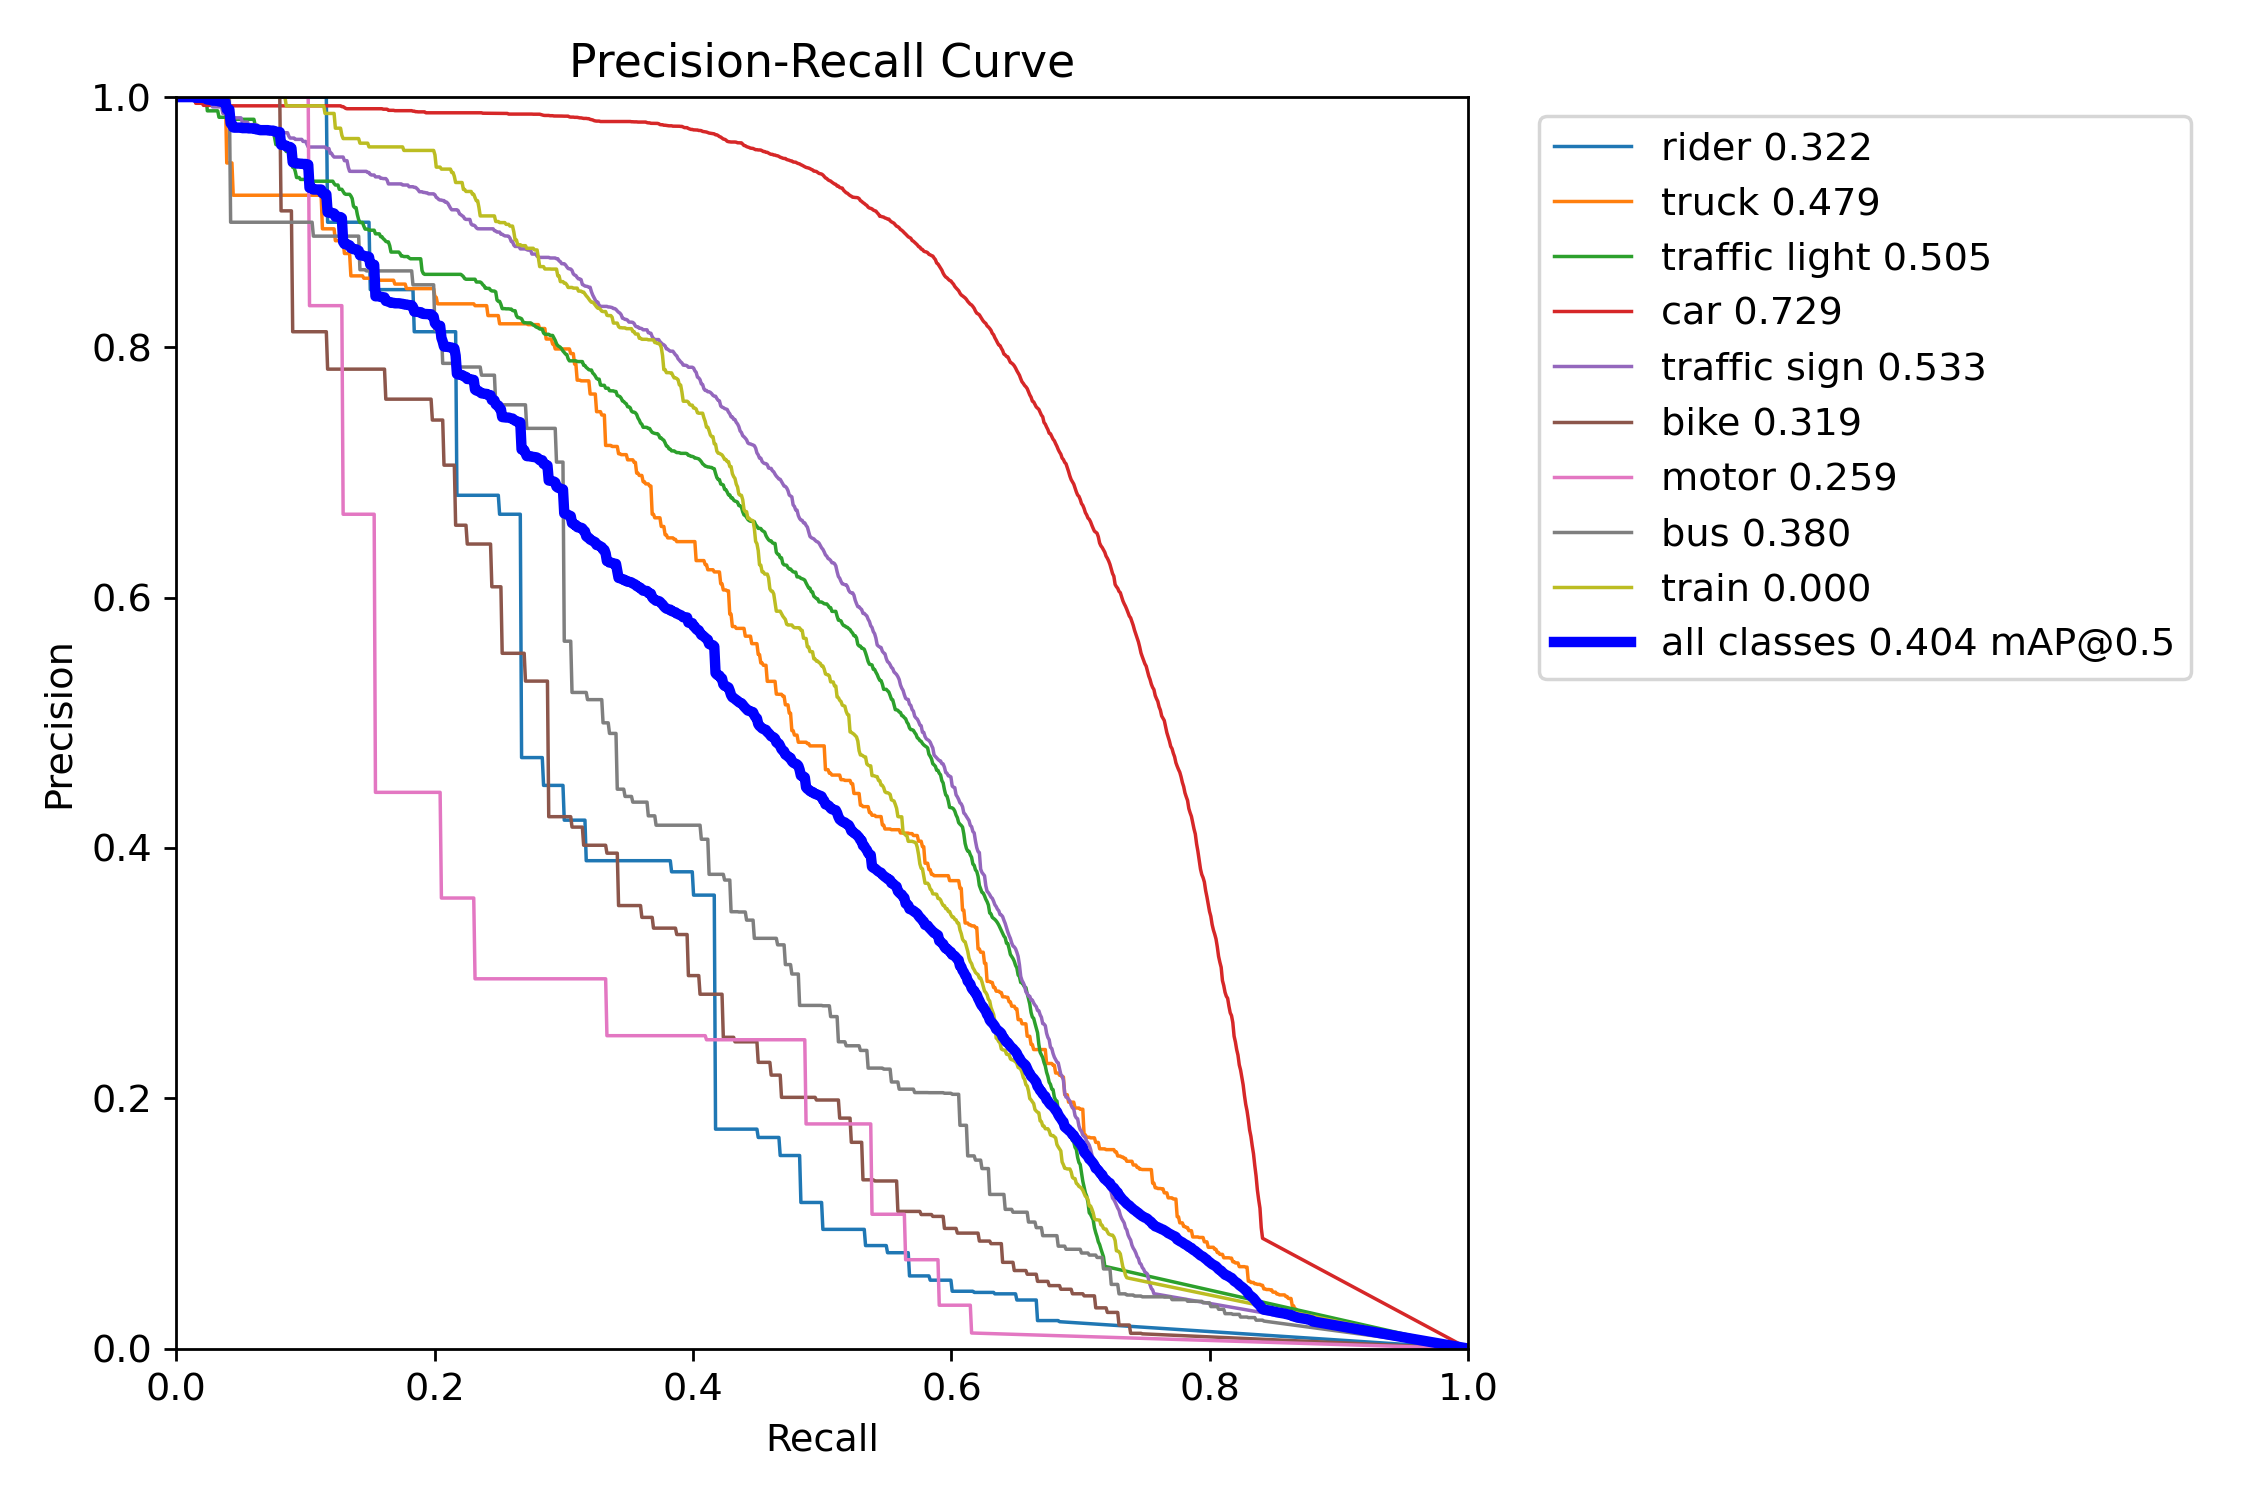 Precision-Recall Curve
1.0
0.8
0.6
0.4
0.2
0.0
Precision
0.0 0.2 0.4 0.6 0.8 1.0
Recall
rider 0.322
truck 0.479
traffic light 0.505
car 0.729
traffic sign 0.533
bike 0.319
motor 0.259
bus 0.380
train 0.000
all classes 0.404 mAP@0.5